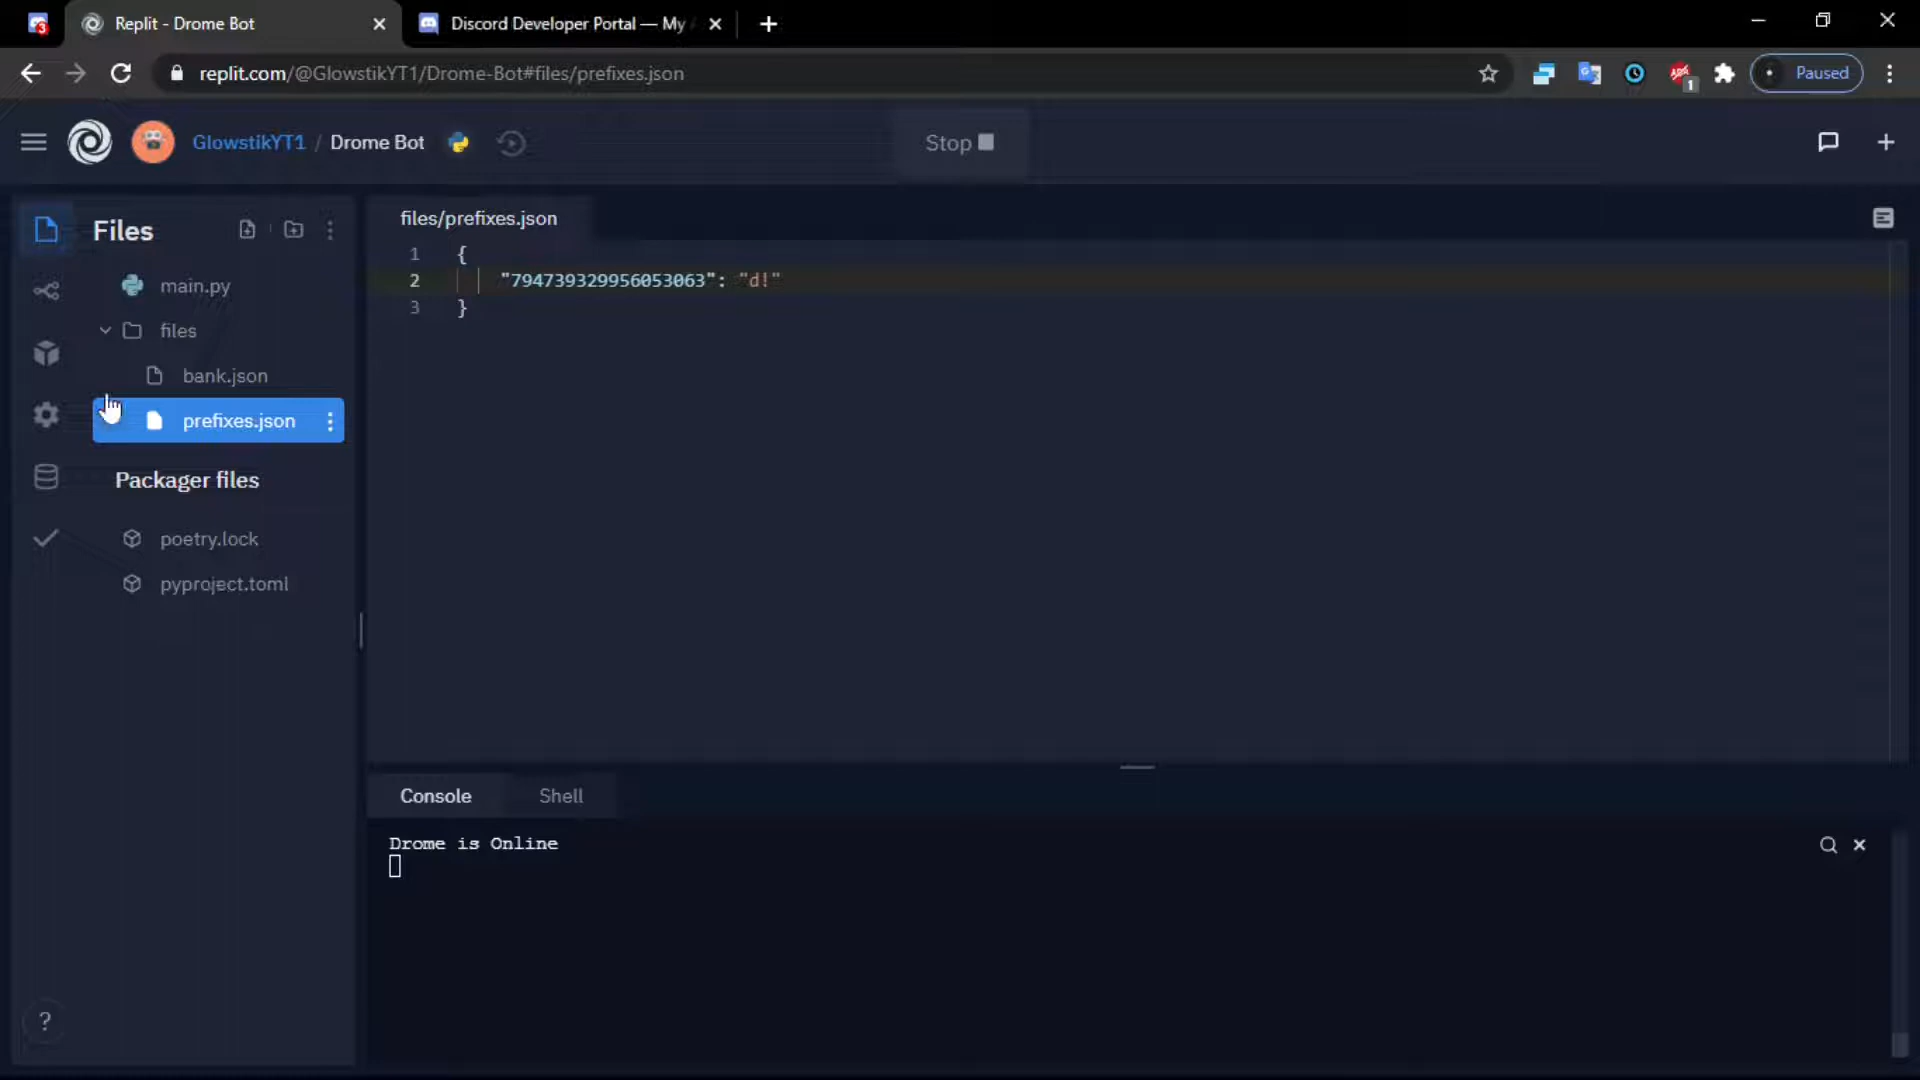 3
Replit - Drome Bot
Discord Developer Portal — My
replit.com/@GlowstikYT1/Drome-Bot#files/prefixes.json
1
Paused
GlowstikYT1 / Drome Bot
Stop
Files
main.py
files
bank.json
prefixes.json
Packager files
poetry.lock
pyproject.toml
?
files/prefixes.json
1 {
2 "794739329956053063": "d!"
3 }
Console
Shell
Drome is Online